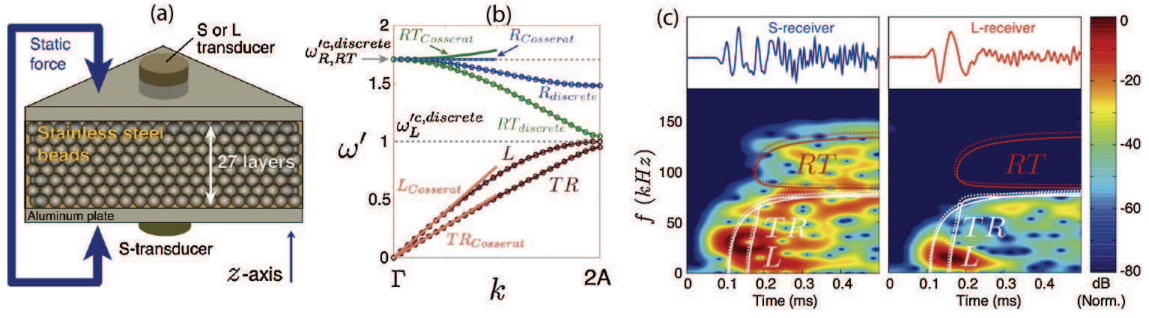 (a)
Static
force
S or L
transducer
Stainless steel
beads
27 layers
Aluminum plate
S-transducer
z-axis
(b)
RT_Cosserat
R_Cosserat
ω'^{c,discrete}_{R,RT}
2
1.5
R_discrete
RT_discrete
ω'^{c,discrete}_L
ω'
1
L
L_Cosserat
TR
0.5
TR_Cosserat
0
Γ
k
2A
(c)
S-receiver
L-receiver
0
-20
-40
-60
-80
dB
(Norm.)
f (kHz)
150
100
50
0
RT
TR
L
RT
TR
L
0 0.1 0.2 0.3 0.4
0 0.1 0.2 0.3 0.4
Time (ms)
Time (ms)